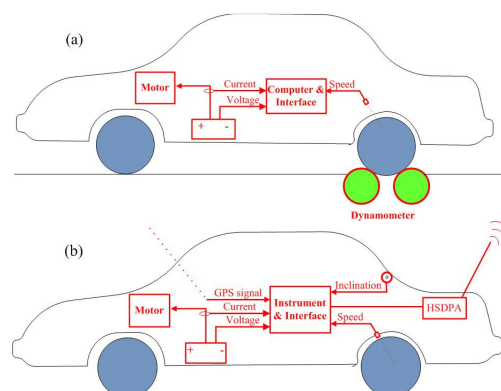 (a)
Motor
Current
Voltage
Computer &
Interface
Speed
+ -
Dynamometer
(b)
GPS signal
Current
Voltage
Motor
Instrument
& Interface
Inclination
α
HSDPA
Speed
+ -